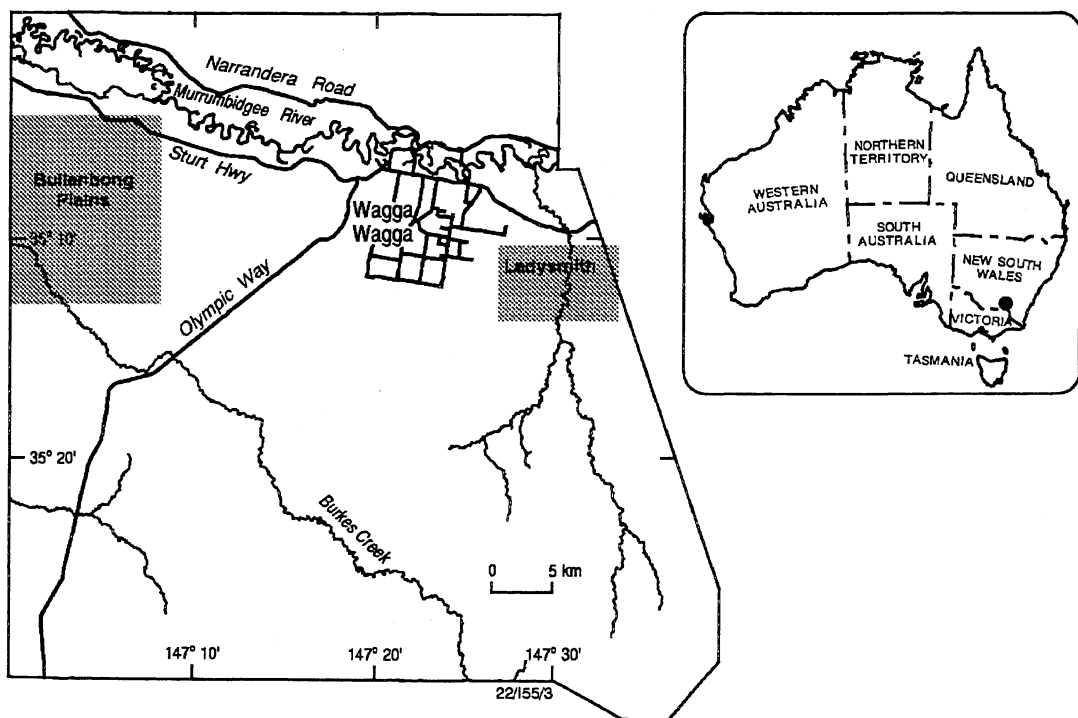 Narrandera Road
Murrumbidgee River
Sturt Hwy
Bullenbong
Plains
Wagga
Wagga
35° 10'
Ladysmith
Olympic Way
35° 20'
Burkes Creek
0 5 km
147° 10'
147° 20'
147° 30'
22/I55/3
NORTHERN
TERRITORY
QUEENSLAND
WESTERN
AUSTRALIA
SOUTH
AUSTRALIA
NEW SOUTH
WALES
VICTORIA
TASMANIA